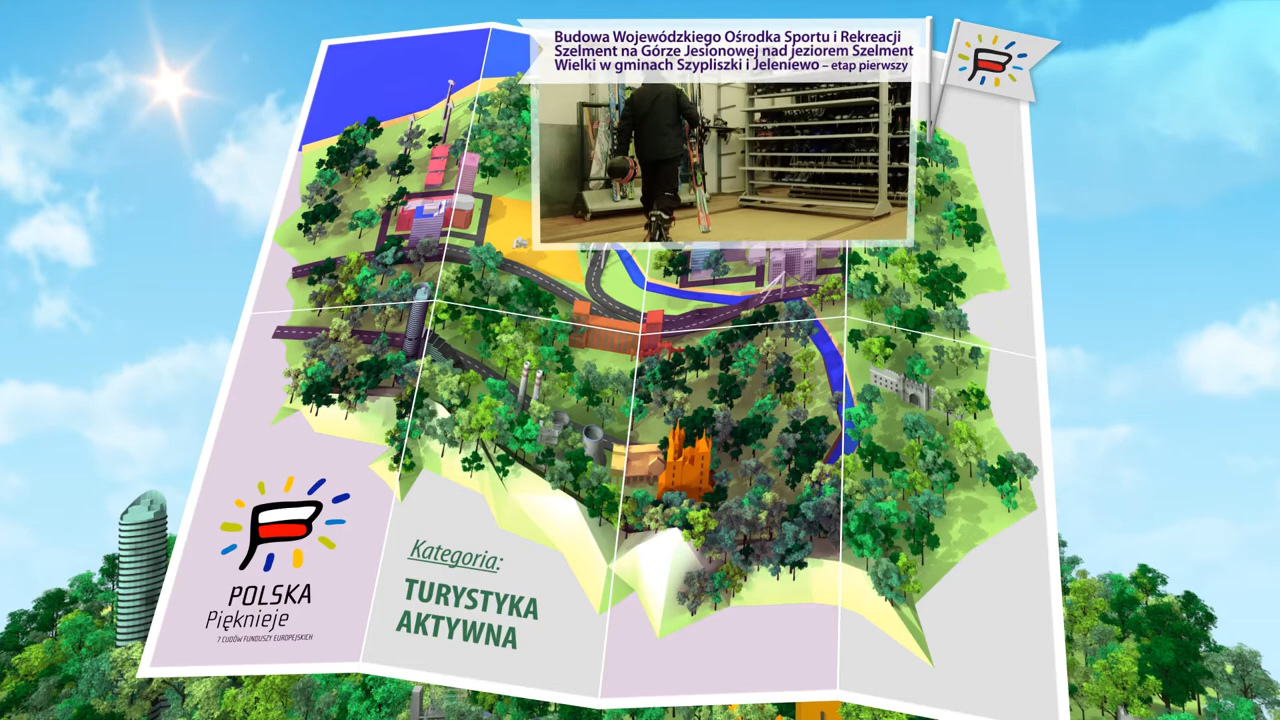 Budowa Wojewódzkiego Ośrodka Sportu i Rekreacji
Szelment na Górze Jesionowej nad jeziorem Szelment
Wielki w gminach Szypliszki i Jeleniewo – etap pierwszy
POLSKA
Pięknieje
7 CUDÓW FUNDUSZY EUROPEJSKICH
Kategoria:
TURYSTYKA
AKTYWNA